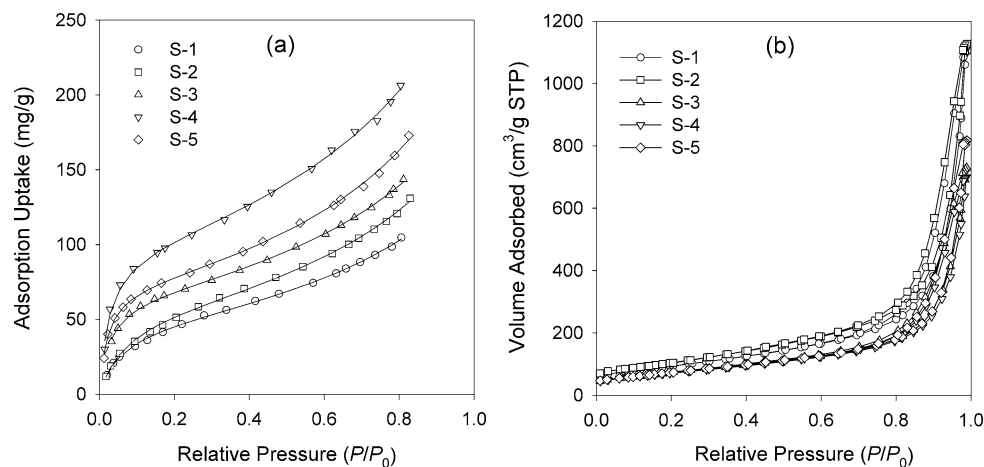 (a)
S-1
S-2
S-3
S-4
S-5
Adsorption Uptake (mg/g)
250
200
150
100
50
0
0.0 0.2 0.4 0.6 0.8 1.0
Relative Pressure (P/P₀)
(b)
S-1
S-2
S-3
S-4
S-5
Volume Adsorbed (cm³/g STP)
1200
1000
800
600
400
200
0
0.0 0.2 0.4 0.6 0.8 1.0
Relative Pressure (P/P₀)